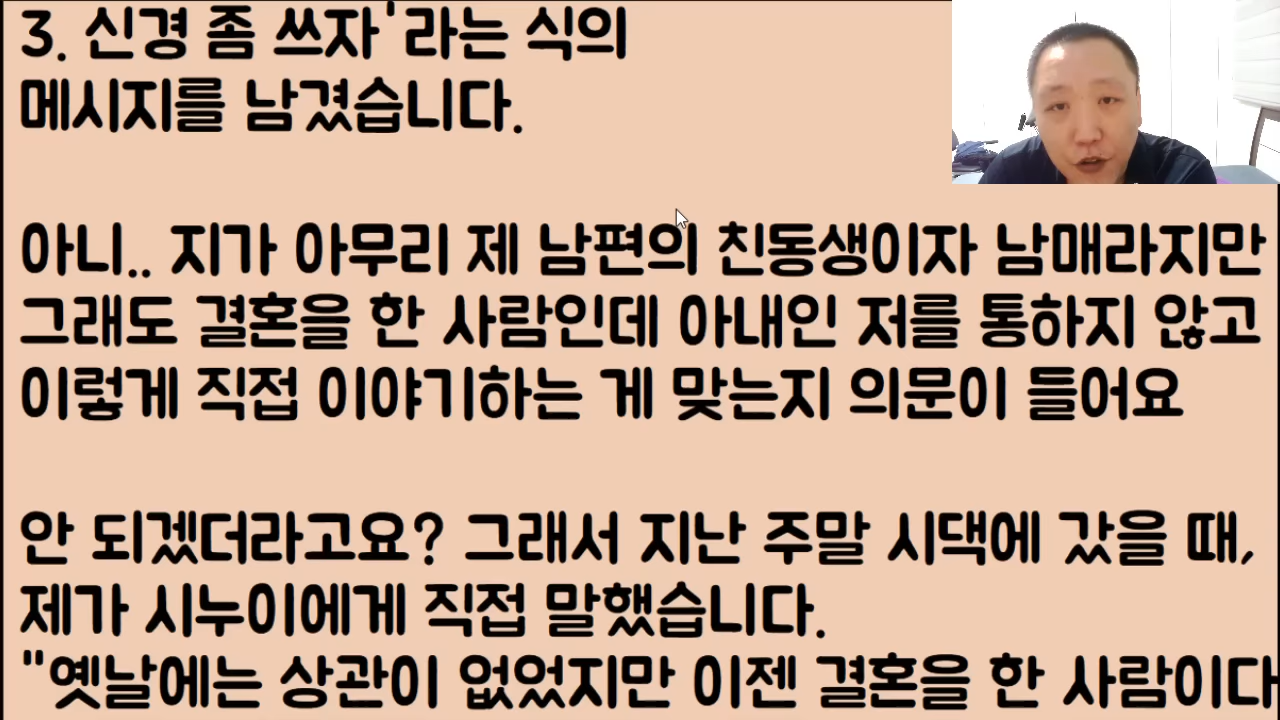 3. 신경 좀 쓰자'라는 식의
메시지를 남겼습니다.
아니.. 지가 아무리 제 남편의 친동생이자 남매라지만
그래도 결혼을 한 사람인데 아내인 저를 통하지 않고
이렇게 직접 이야기하는 게 맞는지 의문이 들어요
안 되겠더라고요? 그래서 지난 주말 시댁에 갔을 때,
제가 시누이에게 직접 말했습니다.
"옛날에는 상관이 없었지만 이젠 결혼을 한 사람이다